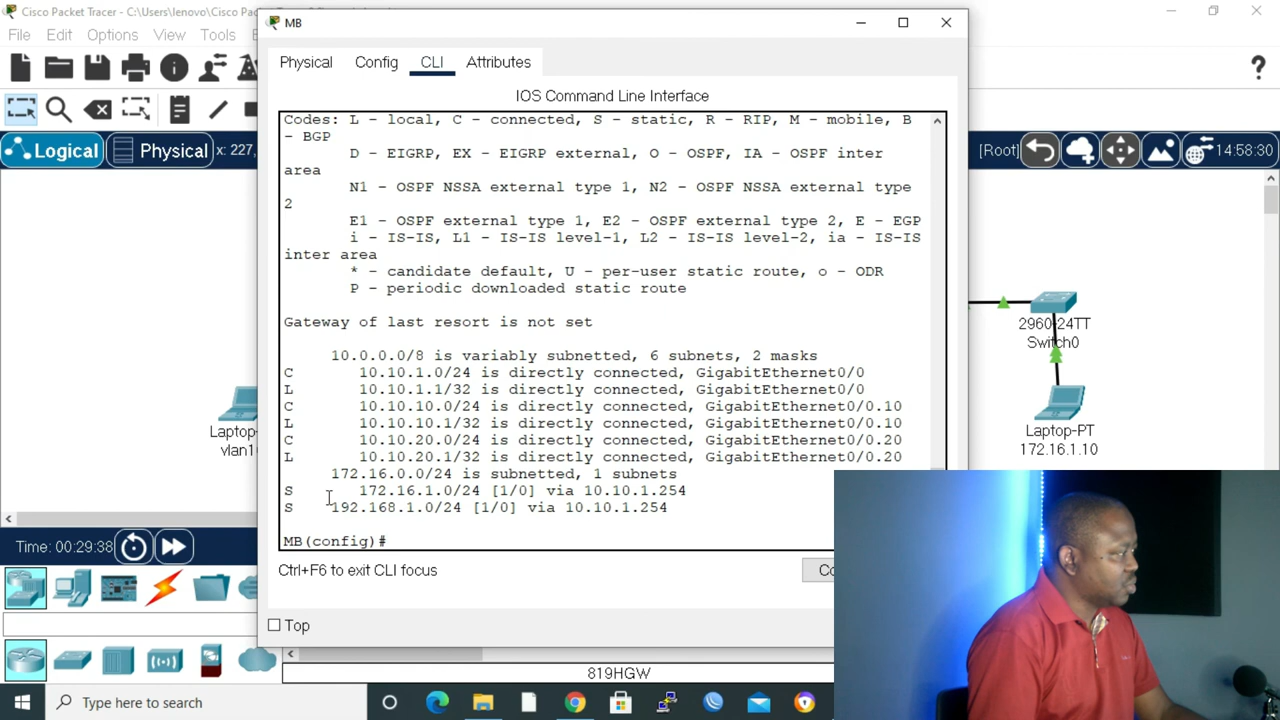 Cisco Packet Tracer - C:\Users\lenovo\Cisco Pac
MB
File Edit Options View Tools
Physical Config CLI Attributes
IOS Command Line Interface
Logical Physical x: 227, [Root] 14:58:30
Codes: L - local, C - connected, S - static, R - RIP, M - mobile, B
- BGP
D - EIGRP, EX - EIGRP external, O - OSPF, IA - OSPF inter
area
N1 - OSPF NSSA external type 1, N2 - OSPF NSSA external type
2
E1 - OSPF external type 1, E2 - OSPF external type 2, E - EGP
i - IS-IS, L1 - IS-IS level-1, L2 - IS-IS level-2, ia - IS-IS
inter area
* - candidate default, U - per-user static route, o - ODR
P - periodic downloaded static route
Gateway of last resort is not set
10.0.0.0/8 is variably subnetted, 6 subnets, 2 masks
C 10.10.1.0/24 is directly connected, GigabitEthernet0/0
L 10.10.1.1/32 is directly connected, GigabitEthernet0/0
C 10.10.10.0/24 is directly connected, GigabitEthernet0/0.10
L 10.10.10.1/32 is directly connected, GigabitEthernet0/0.10
C 10.10.20.0/24 is directly connected, GigabitEthernet0/0.20
L 10.10.20.1/32 is directly connected, GigabitEthernet0/0.20
172.16.0.0/24 is subnetted, 1 subnets
S 172.16.1.0/24 [1/0] via 10.10.1.254
S 192.168.1.0/24 [1/0] via 10.10.1.254
MB(config)#
Ctrl+F6 to exit CLI focus
Co
Top
Laptop-
vlan1
2960-24TT
Switch0
Laptop-PT
172.16.1.10
Time: 00:29:38
819HGW
Type here to search